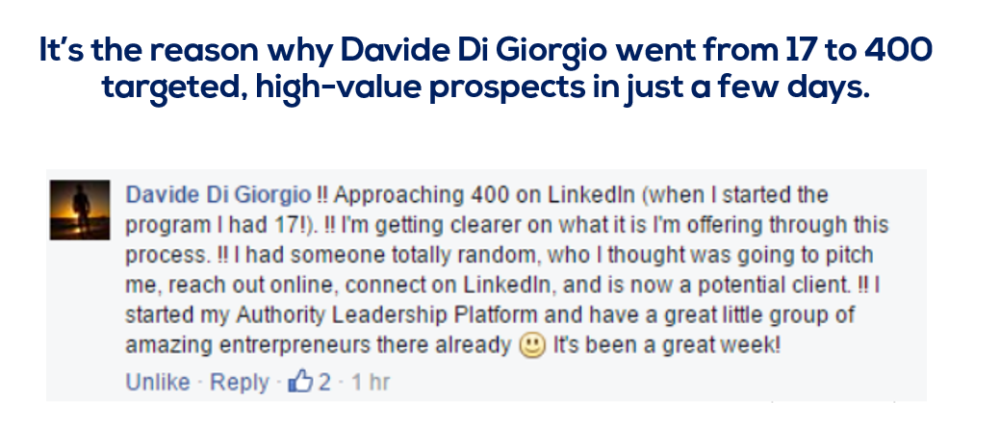 It's the reason why Davide Di Giorgio went from 17 to 400
targeted, high-value prospects in just a few days.
Davide Di Giorgio !! Approaching 400 on LinkedIn (when I started the
program I had 17!). !! I'm getting clearer on what it is I'm offering through this
process. !! I had someone totally random, who I thought was going to pitch
me, reach out online, connect on LinkedIn, and is now a potential client. !! I
started my Authority Leadership Platform and have a great little group of
amazing entrerpreneurs there already 🙂 It's been a great week!
Unlike · Reply · 2 · 1 hr